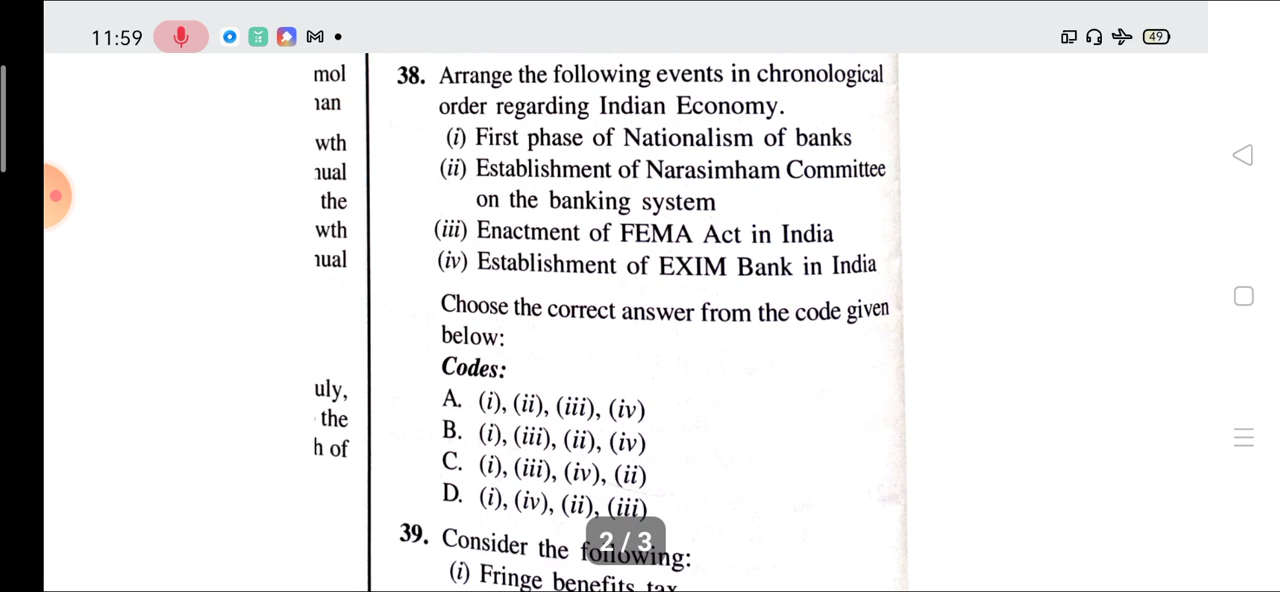 11:59
49
mol
wth
the
wth
uly,
the
h of
38. Arrange the following events in chronological
order regarding Indian Economy.
(i) First phase of Nationalism of banks
(ii) Establishment of Narasimham Committee
on the banking system
(iii) Enactment of FEMA Act in India
(iv) Establishment of EXIM Bank in India
Choose the correct answer from the code given
below:
Codes:
A. (i), (ii), (iii), (iv)
B. (i), (iii), (ii), (iv)
C. (i), (iii), (iv), (ii)
D. (i), (iv), (ii), (iii)
2 / 3
39. Consider the following:
(i) Fringe benefits tax